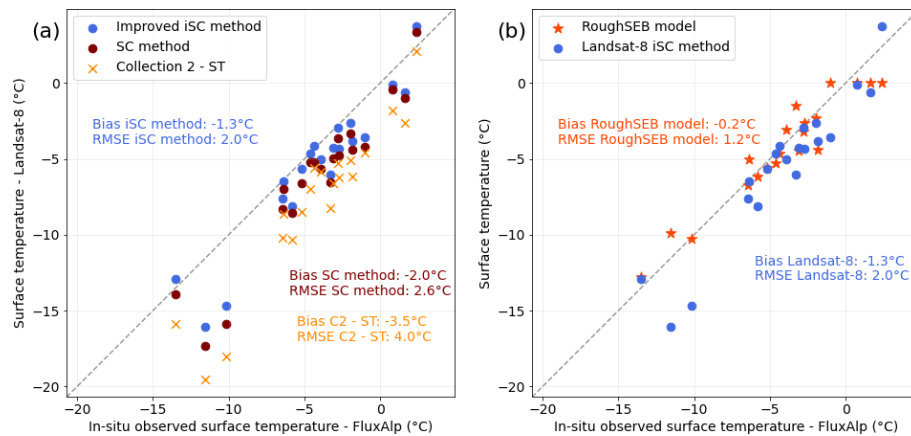 (a)
Improved iSC method
SC method
Collection 2 - ST
Bias iSC method: -1.3°C
RMSE iSC method: 2.0°C
Bias SC method: -2.0°C
RMSE SC method: 2.6°C
Bias C2 - ST: -3.5°C
RMSE C2 - ST: 4.0°C
Surface temperature - Landsat-8 (°C)
0
−5
−10
−15
−20
−20 −15 −10 −5 0
In-situ observed surface temperature - FluxAlp (°C)
(b)
RoughSEB model
Landsat-8 iSC method
Bias RoughSEB model: -0.2°C
RMSE RoughSEB model: 1.2°C
Bias Landsat-8: -1.3°C
RMSE Landsat-8: 2.0°C
Surface temperature (°C)
0
−5
−10
−15
−20
−20 −15 −10 −5 0
In-situ observed surface temperature - FluxAlp (°C)